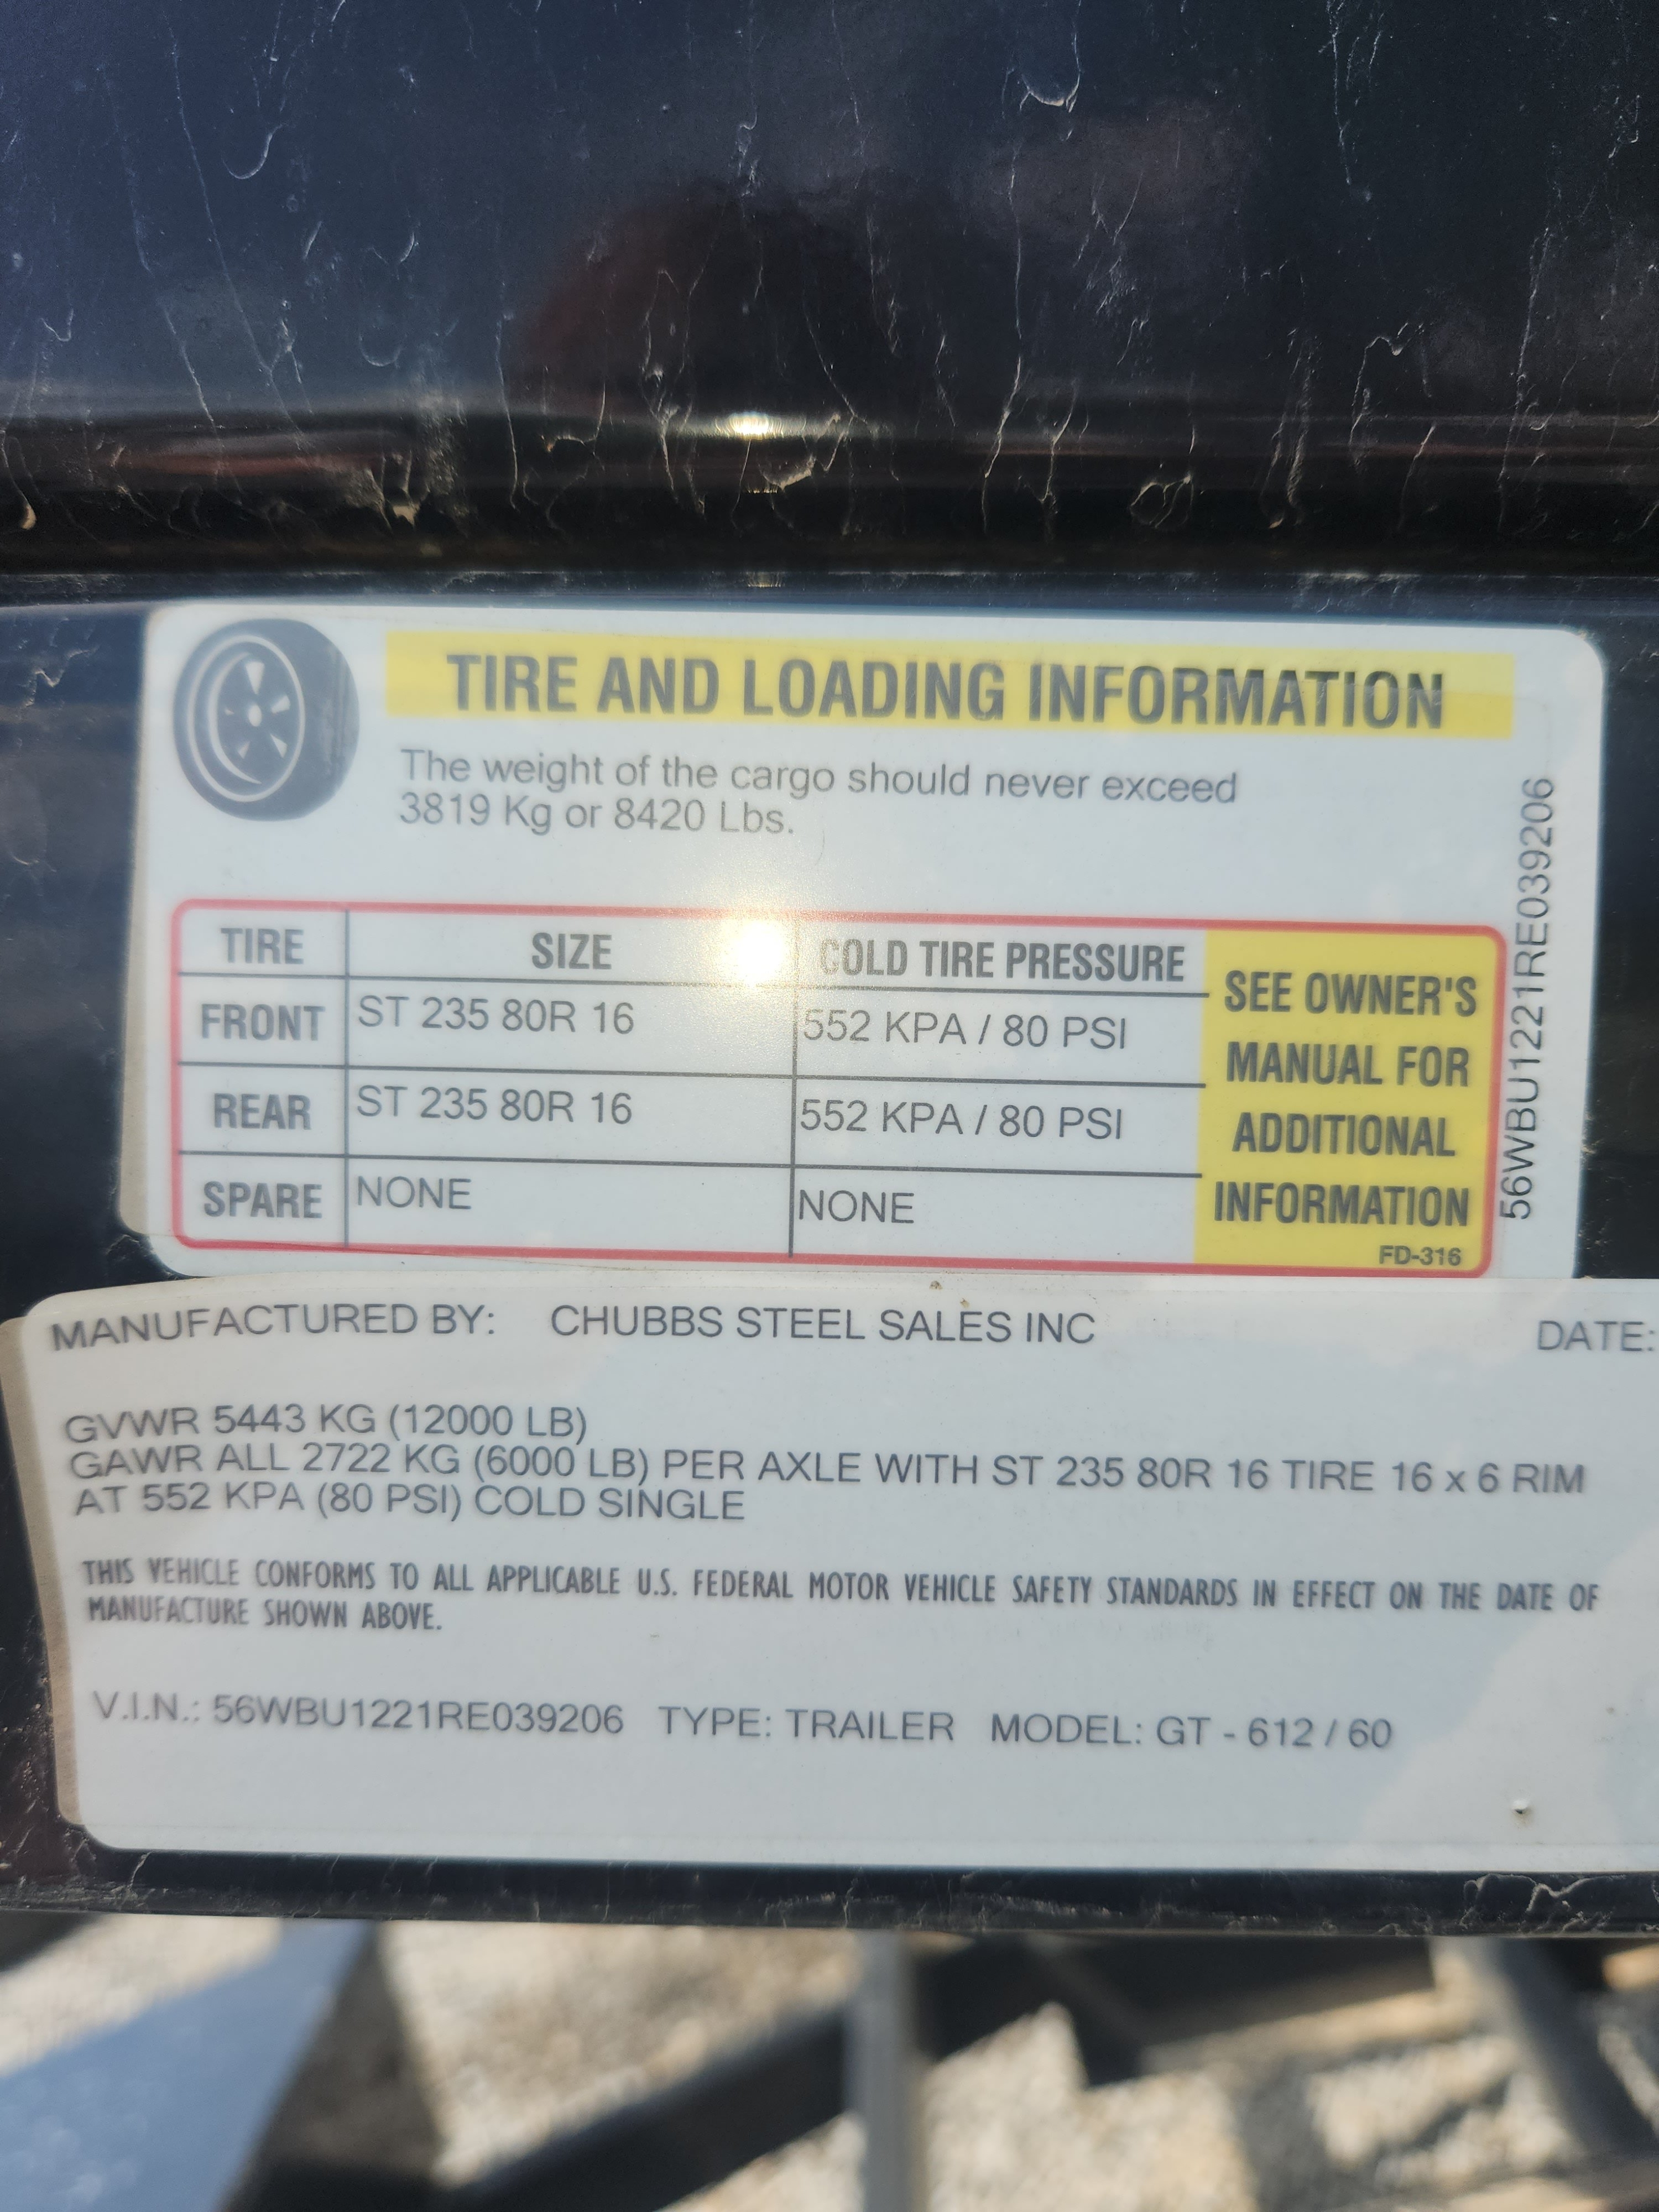 TIRE AND LOADING INFORMATION
The weight of the cargo should never exceed
3819 Kg or 8420 Lbs.
TIRE SIZE COLD TIRE PRESSURE
FRONT ST 235 80R 16 552 KPA / 80 PSI
REAR ST 235 80R 16 552 KPA / 80 PSI
SPARE NONE NONE
SEE OWNER'S
MANUAL FOR
ADDITIONAL
INFORMATION
FD-316
56WBU1221RE039206
MANUFACTURED BY: CHUBBS STEEL SALES INC DATE:
GVWR 5443 KG (12000 LB)
GAWR ALL 2722 KG (6000 LB) PER AXLE WITH ST 235 80R 16 TIRE 16 x 6 RIM
AT 552 KPA (80 PSI) COLD SINGLE
THIS VEHICLE CONFORMS TO ALL APPLICABLE U.S. FEDERAL MOTOR VEHICLE SAFETY STANDARDS IN EFFECT ON THE DATE OF
MANUFACTURE SHOWN ABOVE.
V.I.N.: 56WBU1221RE039206 TYPE: TRAILER MODEL: GT - 612 / 60